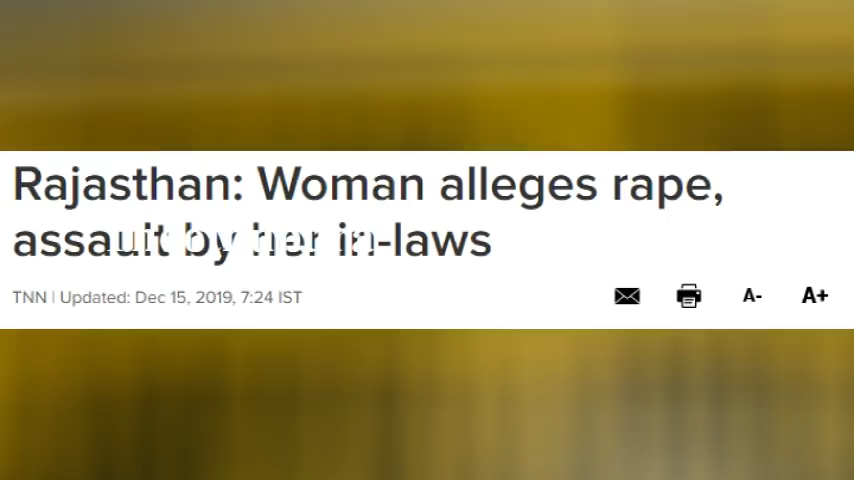 Rajasthan: Woman alleges rape,
assault by her in-laws
TNN | Updated: Dec 15, 2019, 7:24 IST
A- A+